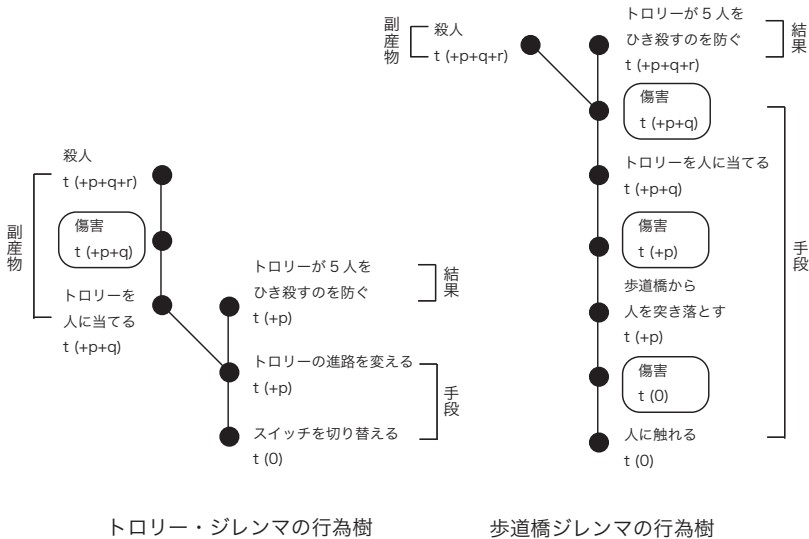 殺人
t (+p+q+r)
傷害
t (+p+q)
トロリーを
人に当てる
t (+p+q)
副産物
トロリーが 5 人を
ひき殺すのを防ぐ
t (+p)
結果
トロリーの進路を変える
t (+p)
スイッチを切り替える
t (0)
手段
トロリー・ジレンマの行為樹
副産物
殺人
t (+p+q+r)
トロリーが 5 人を
ひき殺すのを防ぐ
t (+p+q+r)
結果
傷害
t (+p+q)
トロリーを人に当てる
t (+p+q)
傷害
t (+p)
歩道橋から
人を突き落とす
t (+p)
傷害
t (0)
人に触れる
t (0)
手段
歩道橋ジレンマの行為樹